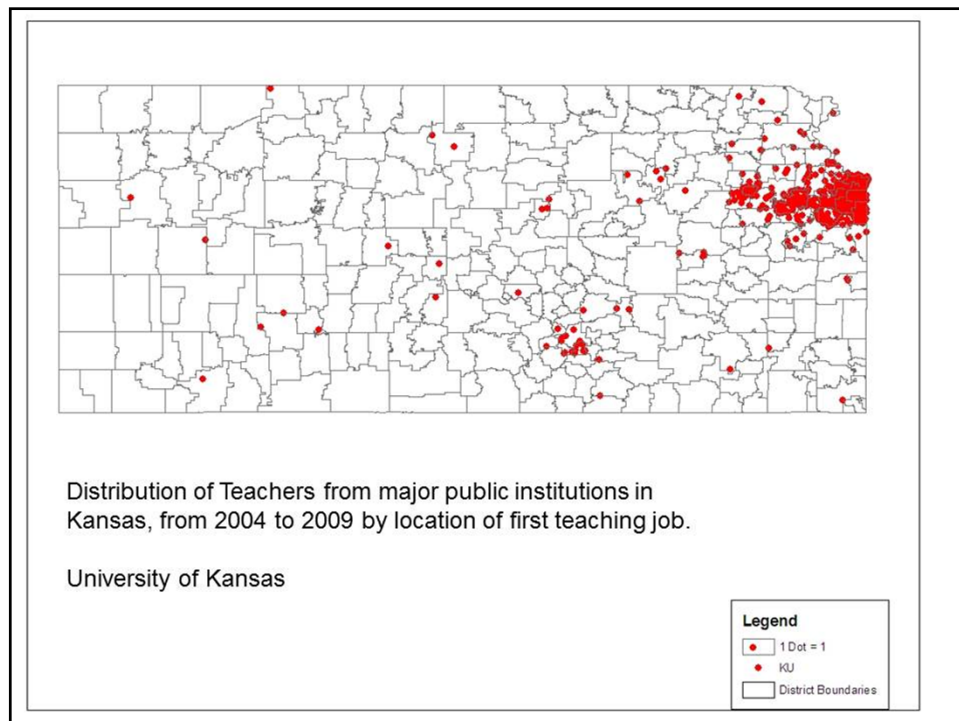 Distribution of Teachers from major public institutions in
Kansas, from 2004 to 2009 by location of first teaching job.
University of Kansas
Legend
1 Dot = 1
KU
District Boundaries